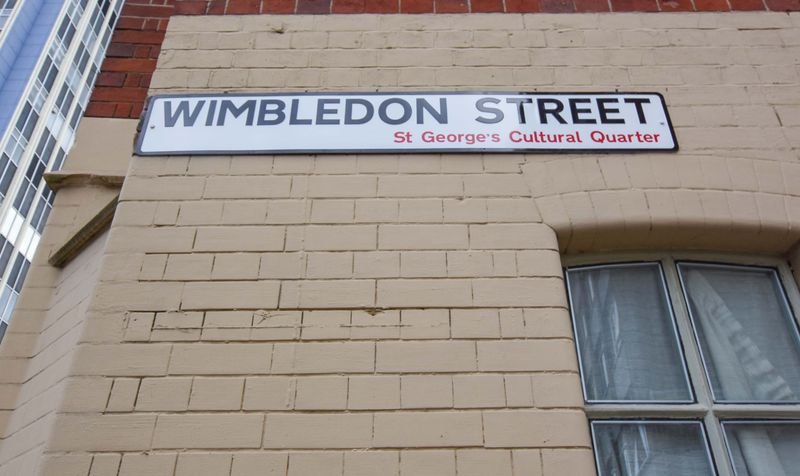 WIMBLEDON STREET
St George's Cultural Quarter